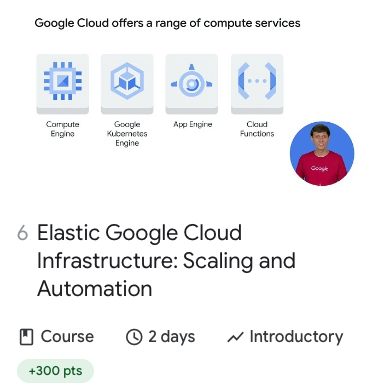 Google Cloud offers a range of compute services
Compute
Engine
Google
Kubernetes
Engine
App Engine
Cloud
Functions
Google
6 Elastic Google Cloud
Infrastructure: Scaling and
Automation
Course 2 days Introductory
+300 pts